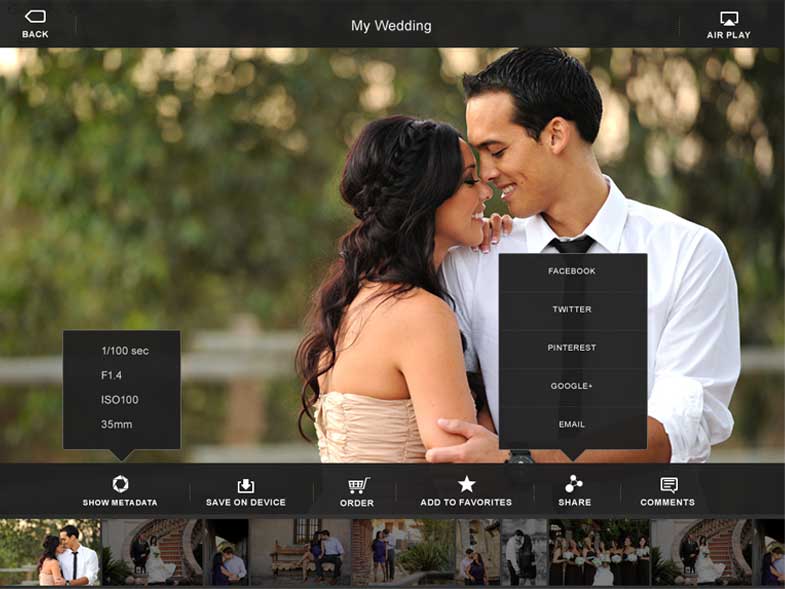 BACK
My Wedding
AIR PLAY
FACEBOOK
TWITTER
PINTEREST
GOOGLE+
EMAIL
1/100 sec
F1.4
ISO100
35mm
SHOW METADATA
SAVE ON DEVICE
ORDER
ADD TO FAVORITES
SHARE
COMMENTS